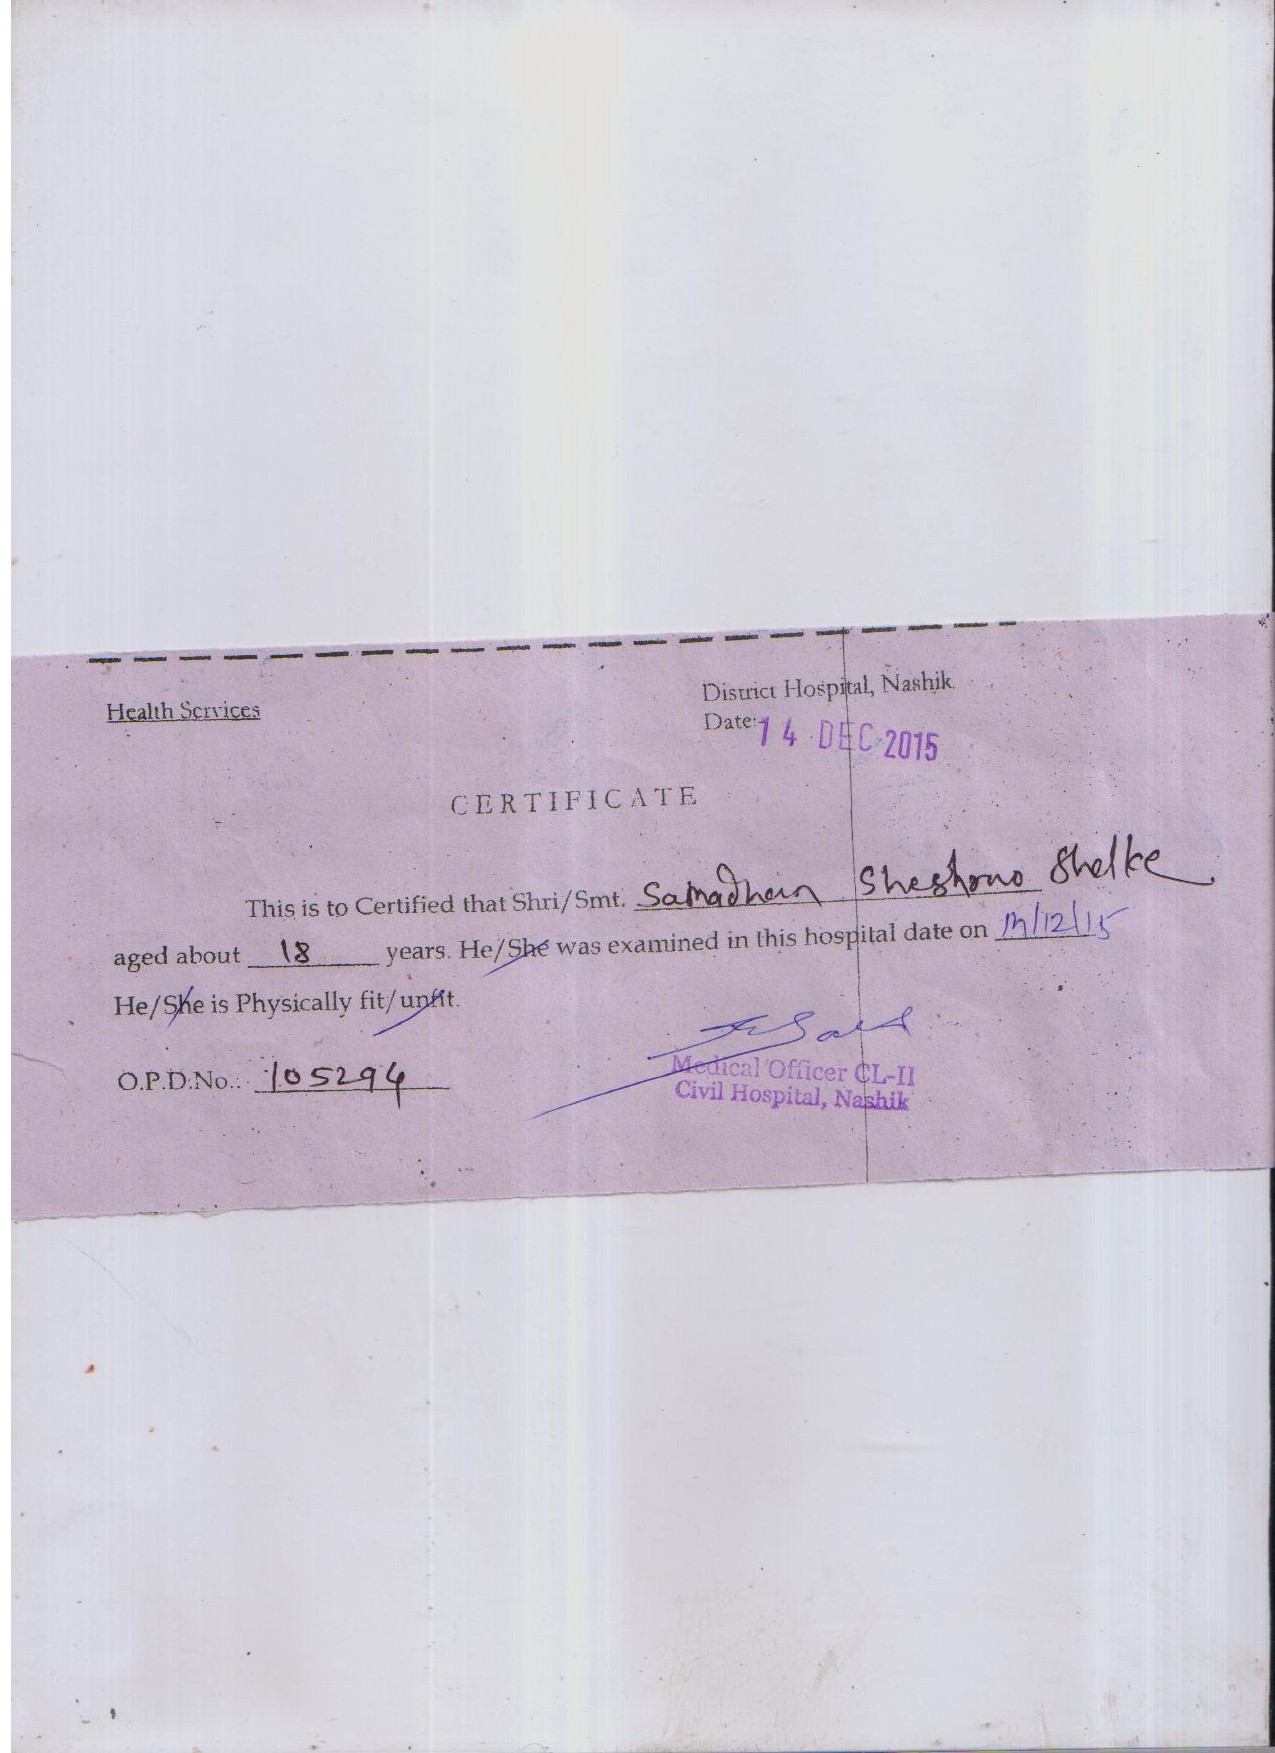 Health Services
District Hospital, Nashik.
Date: 14 DEC 2015
CERTIFICATE
This is to Certified that Shri/Smt. Samadhan Sheshrao Shelke
aged about 18 years. He/She was examined in this hospital date on 14/12/15
He/She is Physically fit/unfit.
O.P.D.No.: 105294
Medical Officer CL-II
Civil Hospital, Nashik